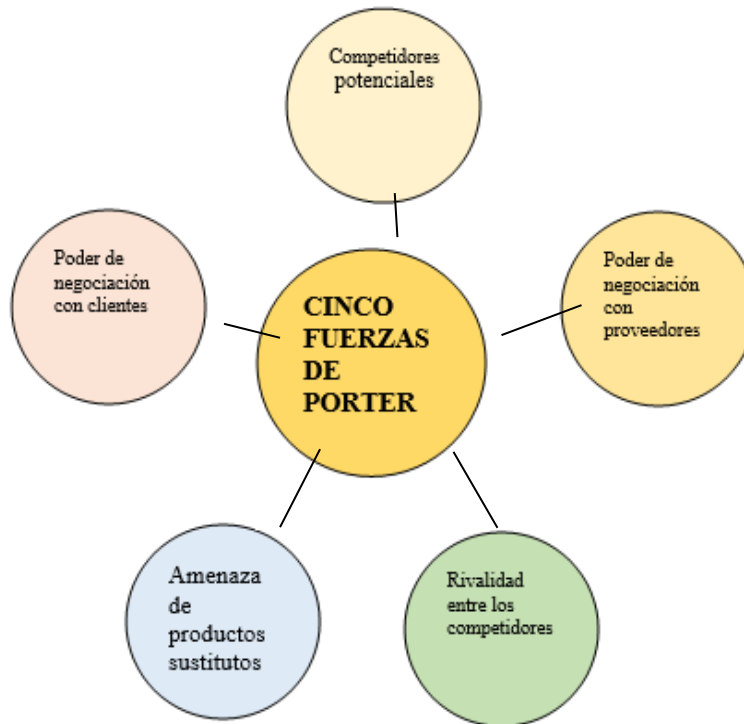 Competidores
potenciales
Poder de
negociación
con clientes
CINCO
FUERZAS
DE
PORTER
Poder de
negociación
con
proveedores
Amenaza
de
productos
sustitutos
Rivalidad
entre los
competidores